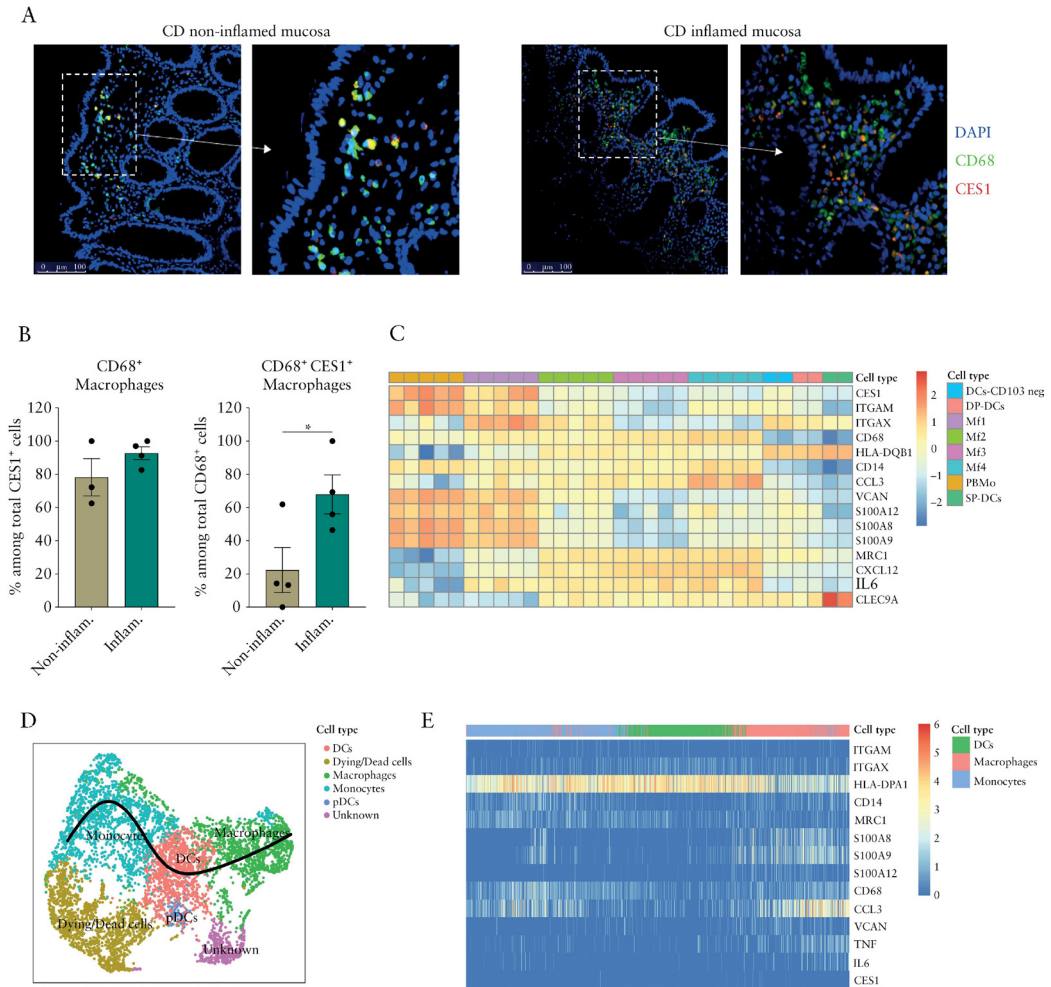 A
CD non-inflamed mucosa
CD inflamed mucosa
DAPI
CD68
CES1
0 μm 100
0 μm 100
B
CD68+
Macrophages
CD68+ CES1+
Macrophages
% among total CES1+ cells
120
100
80
60
40
20
0
Non-inflam.
Inflam.
% among total CD68+ cells
120
100
80
60
40
20
0
*
Non-inflam.
Inflam.
C
Cell type
CES1
ITGAM
ITGAX
CD68
HLA-DQB1
CD14
CCL3
VCAN
S100A12
S100A8
S100A9
MRC1
CXCL12
IL6
CLEC9A
2
1
0
-1
-2
Cell type
DCs-CD103 neg
DP-DCs
Mf1
Mf2
Mf3
Mf4
PBMo
SP-DCs
D
Cell type
DCs
Dying/Dead cells
Macrophages
Monocytes
pDCs
Unknown
Monocytes
Macrophages
DCs
pDCs
Dying/Dead cells
Unknown
E
Cell type
ITGAM
ITGAX
HLA-DPA1
CD14
MRC1
S100A8
S100A9
S100A12
CD68
CCL3
VCAN
TNF
IL6
CES1
6
5
4
3
2
1
0
Cell type
DCs
Macrophages
Monocytes